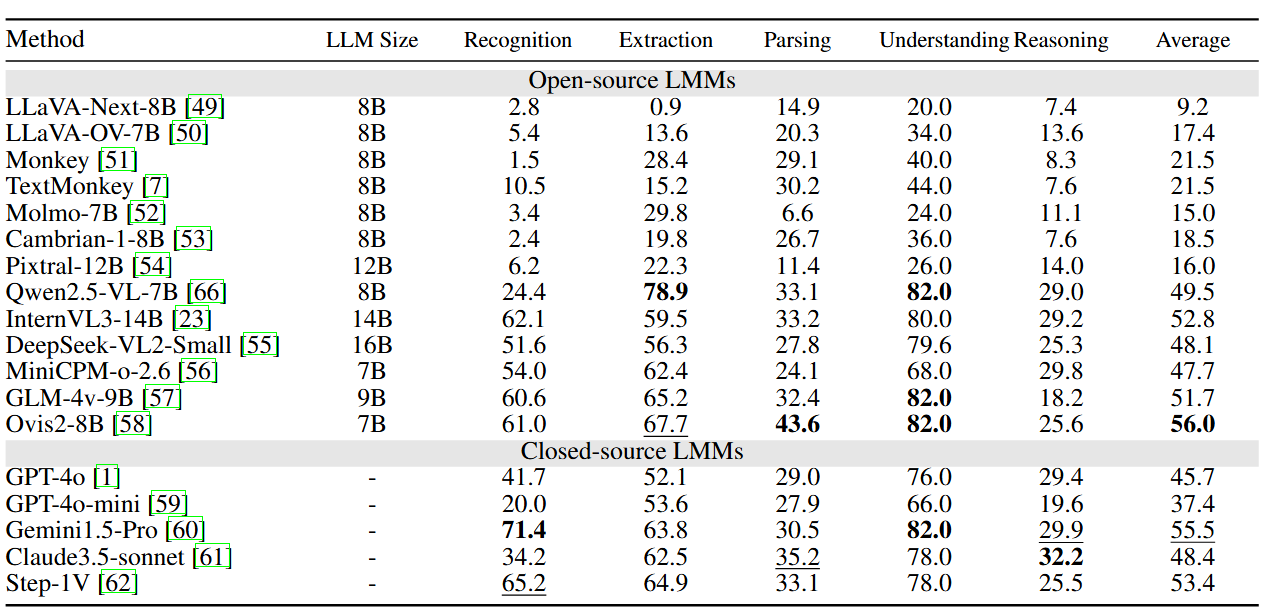 Method LLM Size Recognition Extraction Parsing Understanding Reasoning Average
Open-source LMMs
LLaVA-Next-8B [49] 8B 2.8 0.9 14.9 20.0 7.4 9.2
LLaVA-OV-7B [50] 8B 5.4 13.6 20.3 34.0 13.6 17.4
Monkey [51] 8B 1.5 28.4 29.1 40.0 8.3 21.5
TextMonkey [7] 8B 10.5 15.2 30.2 44.0 7.6 21.5
Molmo-7B [52] 8B 3.4 29.8 6.6 24.0 11.1 15.0
Cambrian-1-8B [53] 8B 2.4 19.8 26.7 36.0 7.6 18.5
Pixtral-12B [54] 12B 6.2 22.3 11.4 26.0 14.0 16.0
Qwen2.5-VL-7B [66] 8B 24.4 78.9 33.1 82.0 29.0 49.5
InternVL3-14B [23] 14B 62.1 59.5 33.2 80.0 29.2 52.8
DeepSeek-VL2-Small [55] 16B 51.6 56.3 27.8 79.6 25.3 48.1
MiniCPM-o-2.6 [56] 7B 54.0 62.4 24.1 68.0 29.8 47.7
GLM-4v-9B [57] 9B 60.6 65.2 32.4 82.0 18.2 51.7
Ovis2-8B [58] 7B 61.0 67.7 43.6 82.0 25.6 56.0
Closed-source LMMs
GPT-4o [1] - 41.7 52.1 29.0 76.0 29.4 45.7
GPT-4o-mini [59] - 20.0 53.6 27.9 66.0 19.6 37.4
Gemini1.5-Pro [60] - 71.4 63.8 30.5 82.0 29.9 55.5
Claude3.5-sonnet [61] - 34.2 62.5 35.2 78.0 32.2 48.4
Step-1V [62] - 65.2 64.9 33.1 78.0 25.5 53.4